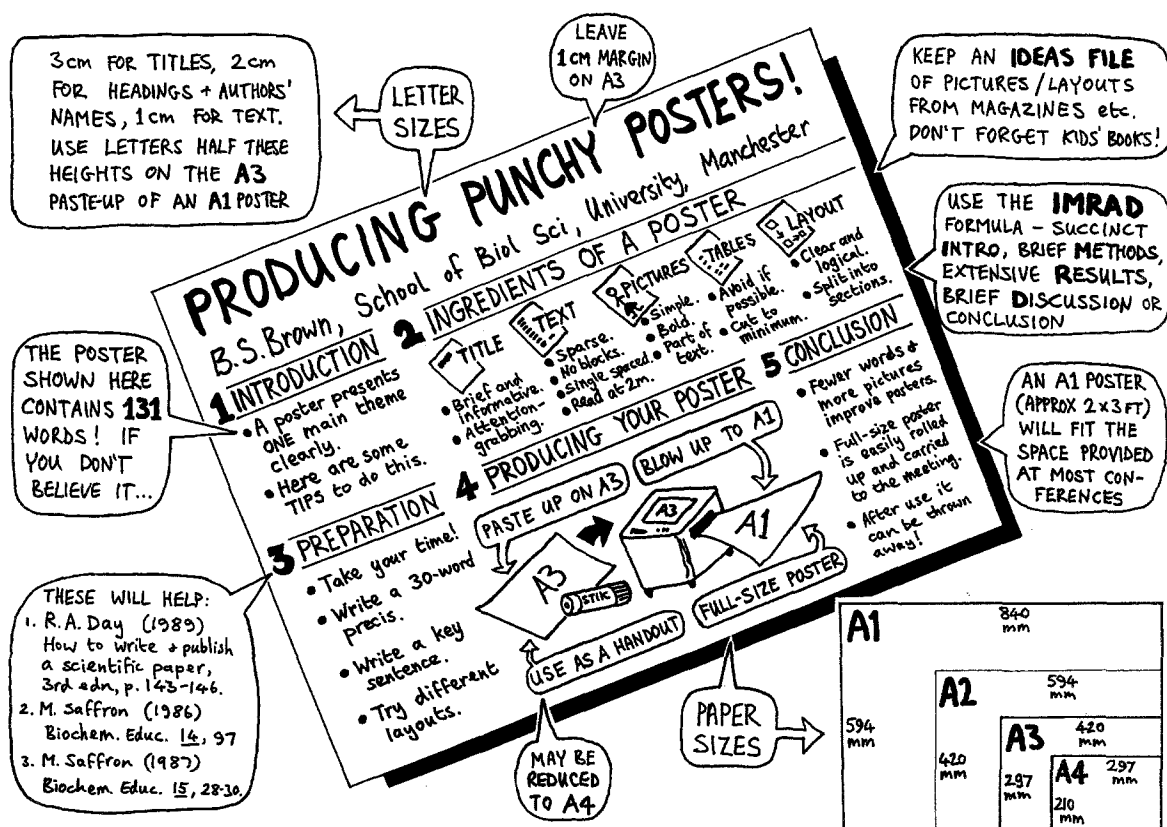 3cm FOR TITLES, 2cm
FOR HEADINGS + AUTHORS'
NAMES, 1cm FOR TEXT.
USE LETTERS HALF THESE
HEIGHTS ON THE A3
PASTE-UP OF AN A1 POSTER
LETTER
SIZES
LEAVE
1cm MARGIN
ON A3
KEEP AN IDEAS FILE
OF PICTURES/LAYOUTS
FROM MAGAZINES etc.
DON'T FORGET KIDS' BOOKS!
USE THE IMRAD
FORMULA - SUCCINCT
INTRO, BRIEF METHODS,
EXTENSIVE RESULTS,
BRIEF DISCUSSION OR
CONCLUSION
AN A1 POSTER
(APPROX 2x3FT)
WILL FIT THE
SPACE PROVIDED
AT MOST CON-
FERENCES
THE POSTER
SHOWN HERE
CONTAINS 131
WORDS! IF
YOU DON'T
BELIEVE IT...
THESE WILL HELP:
1. R.A. Day (1989)
How to write + publish
a scientific paper,
3rd edn, p. 143-146.
2. M. Saffron (1986)
Biochem. Educ. 14, 97
3. M. Saffron (1987)
Biochem. Educ. 15, 28-30.
PRODUCING PUNCHY POSTERS!
B.S. Brown, School of Biol Sci, University, Manchester
1 INTRODUCTION
• A poster presents
ONE main theme
clearly.
• Here are some
TIPS to do this.
2 INGREDIENTS OF A POSTER
TITLE
• Brief and
informative.
• Attention-
grabbing.
TEXT
• Sparse.
• No blocks.
• Single spaced.
• Read at 2m.
PICTURES
• Simple.
• Bold.
• Part of
text.
TABLES
• Avoid if
possible.
• Cut to
minimum.
LAYOUT
• Clear and
logical.
• Split into
sections.
3 PREPARATION
• Take your time!
• Write a 30-word
precis.
• Write a key
sentence.
• Try different
layouts.
4 PRODUCING YOUR POSTER
PASTE UP ON A3
BLOW UP TO A1
A3
STIK
A3
A1
USE AS A HANDOUT
FULL-SIZE POSTER
5 CONCLUSION
• Fewer words +
more pictures
improve posters.
• Full-size poster
is easily rolled
up and carried
to the meeting.
• After use it
can be thrown
away!
MAY BE
REDUCED
TO A4
PAPER
SIZES
A1
840
mm
594
mm
A2
594
mm
420
mm
A3
420
mm
297
mm
A4
297
mm
210
mm